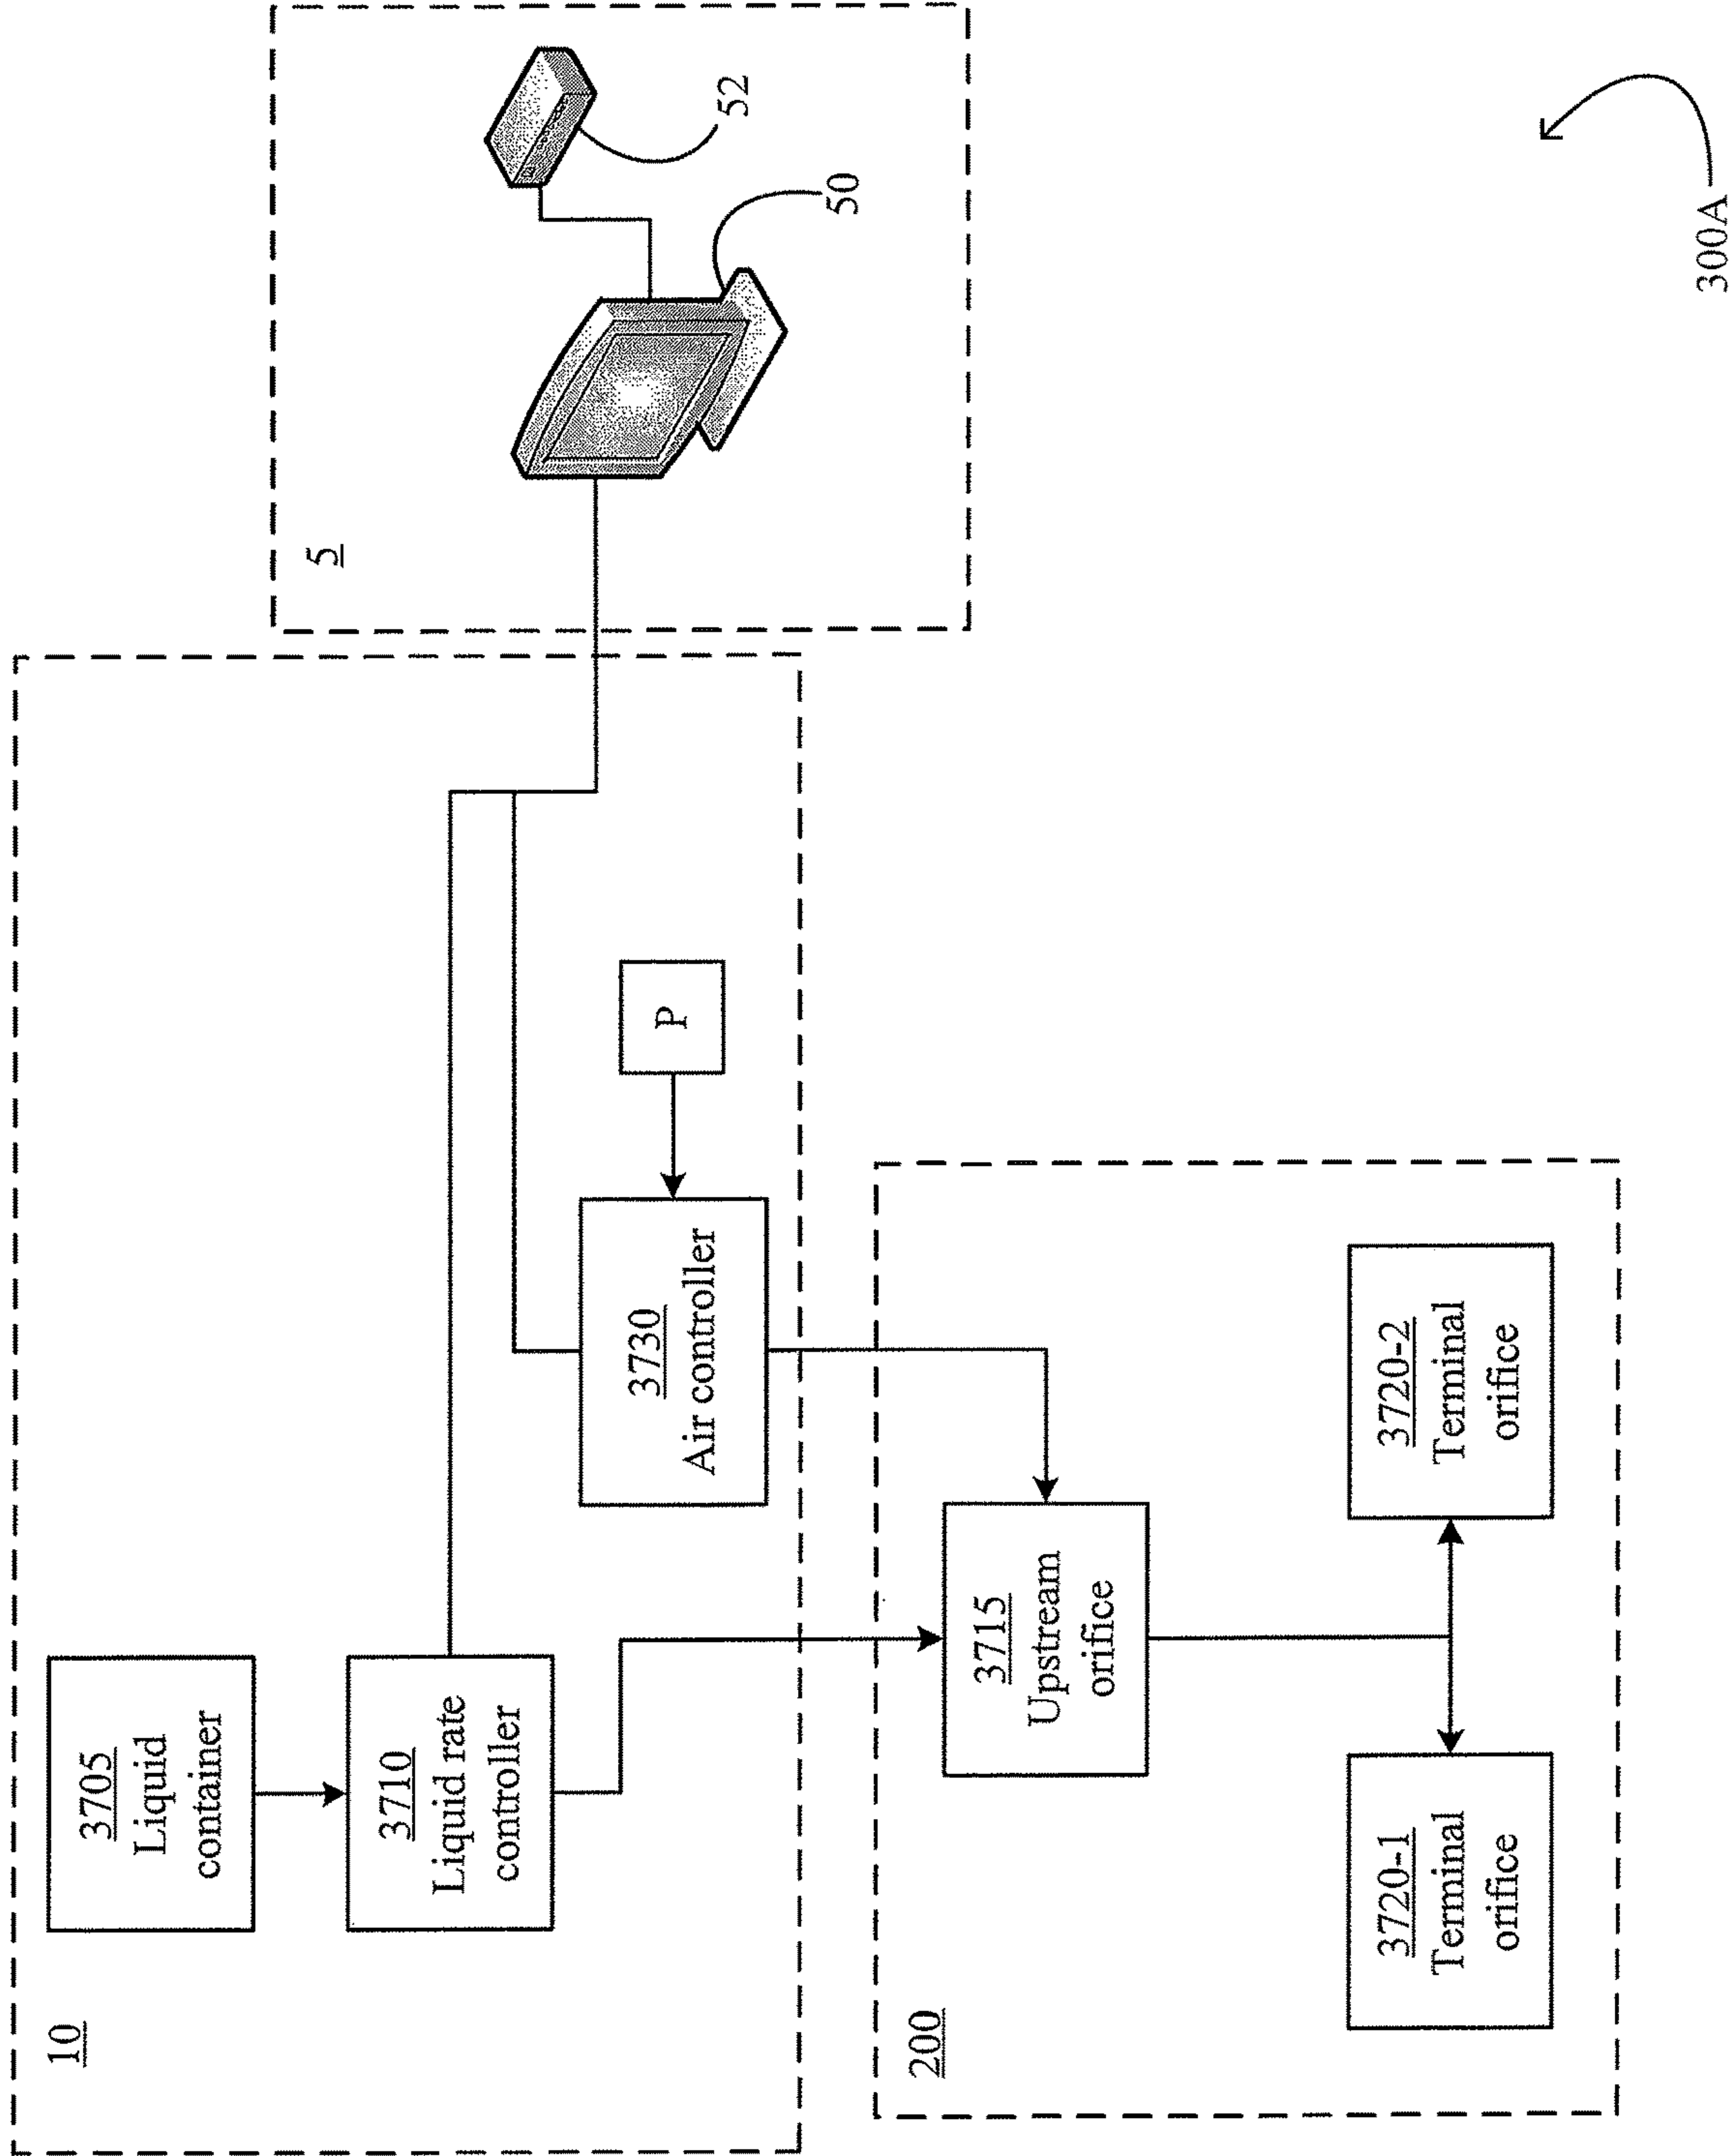 10
3705
Liquid
container
3710
Liquid rate
controller
3730
Air controller
P
5
52
50
200
3715
Upstream
orifice
3720-1
Terminal
orifice
3720-2
Terminal
orifice
300A